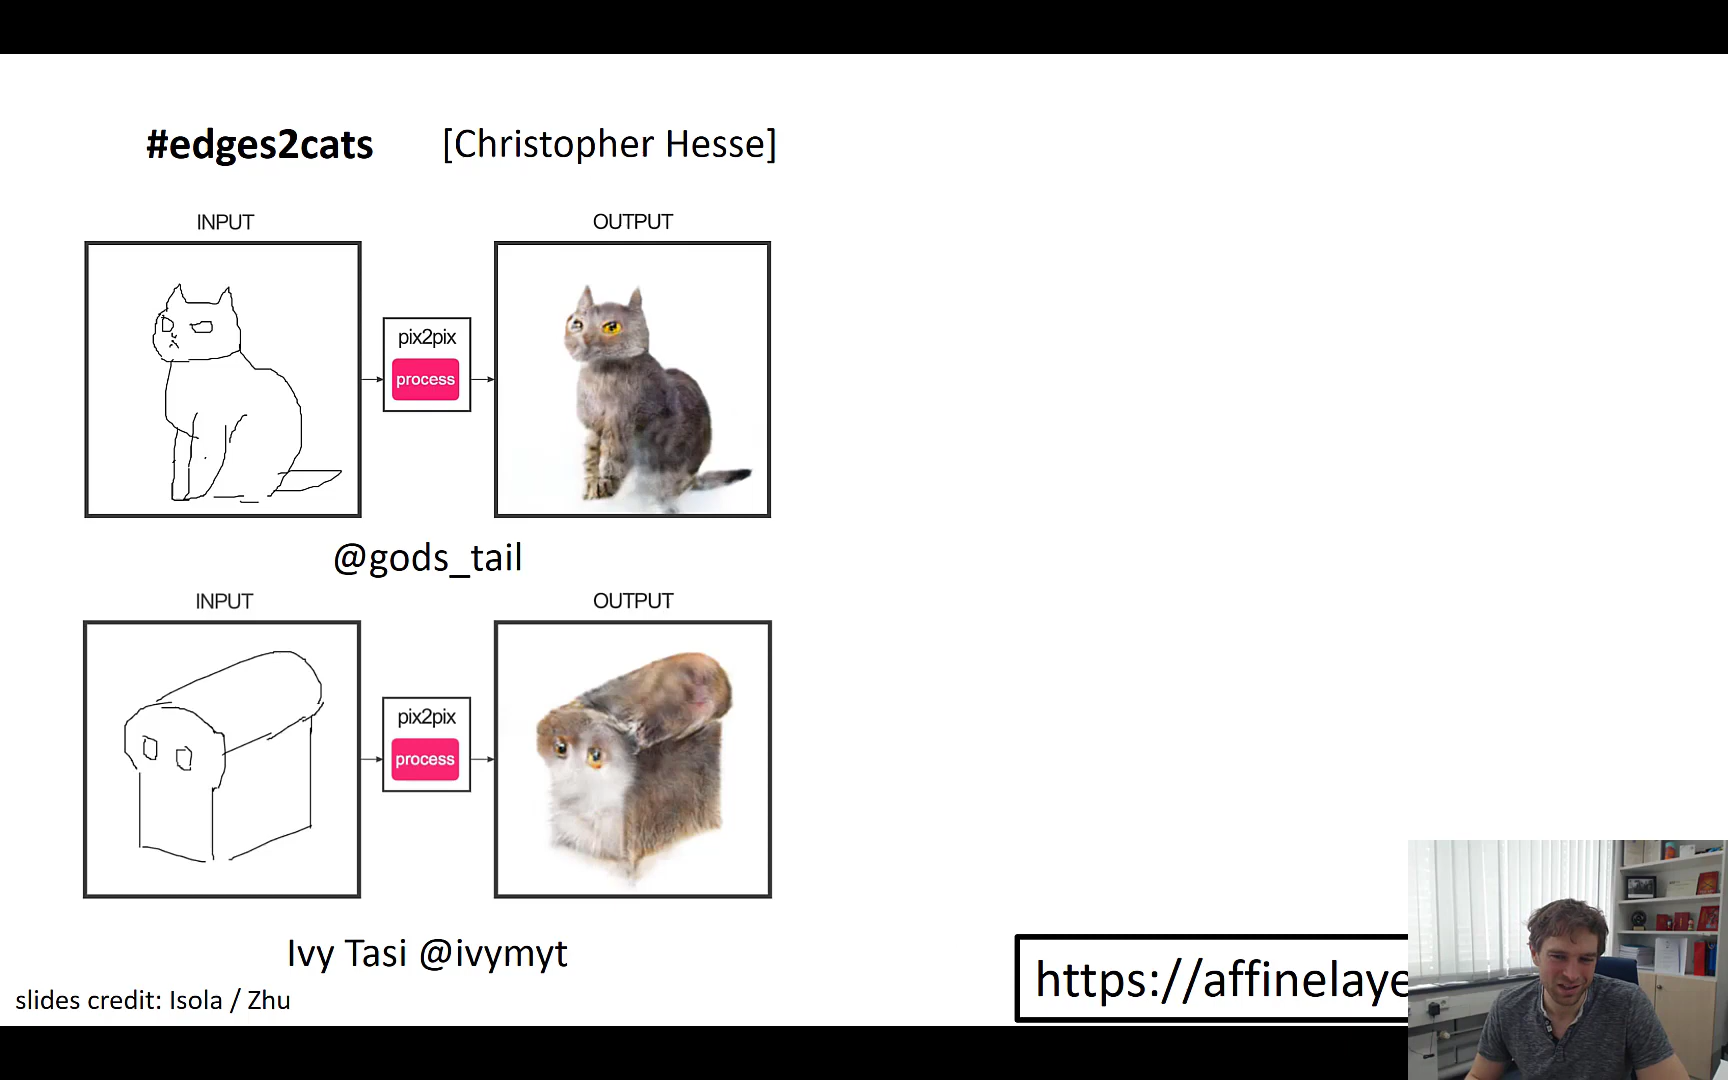 #edges2cats [Christopher Hesse]
INPUT OUTPUT
pix2pix
process
@gods_tail
INPUT OUTPUT
pix2pix
process
Ivy Tasi @ivymyt
https://affinelaye
slides credit: Isola / Zhu